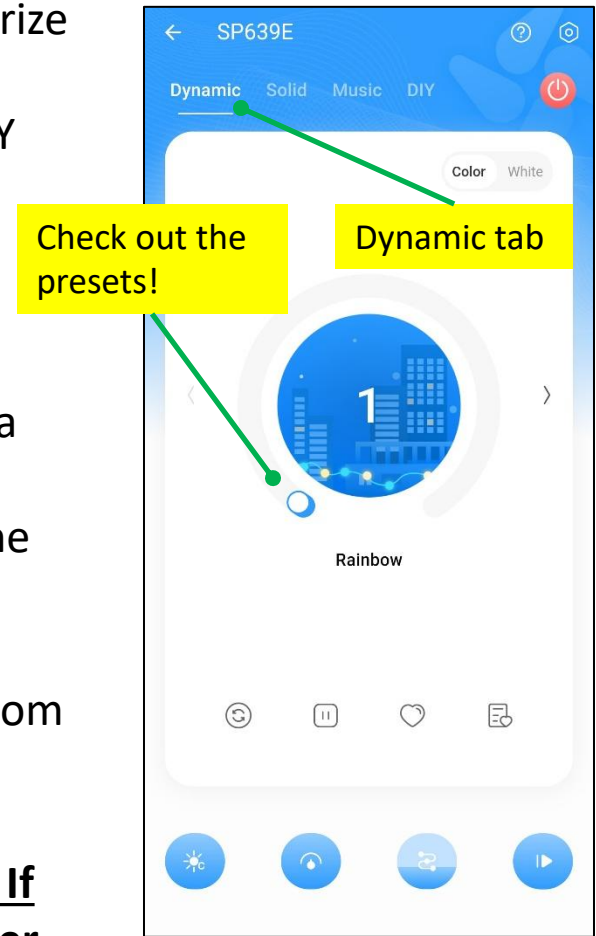 rize
Y
a
ne
om
If
er
SP639E
Dynamic Solid Music DIY
Color White
Check out the
presets!
Dynamic tab
1
Rainbow